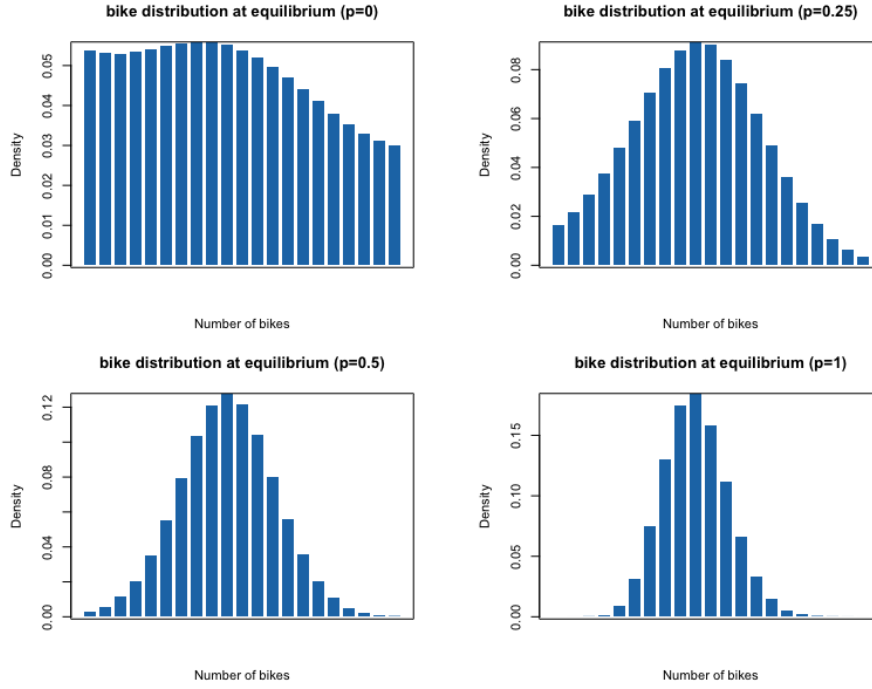 bike distribution at equilibrium (p=0)
Density
0.00 0.01 0.02 0.03 0.04 0.05
Number of bikes
bike distribution at equilibrium (p=0.25)
Density
0.00 0.02 0.04 0.06 0.08
Number of bikes
bike distribution at equilibrium (p=0.5)
Density
0.00 0.04 0.08 0.12
Number of bikes
bike distribution at equilibrium (p=1)
Density
0.00 0.05 0.10 0.15
Number of bikes